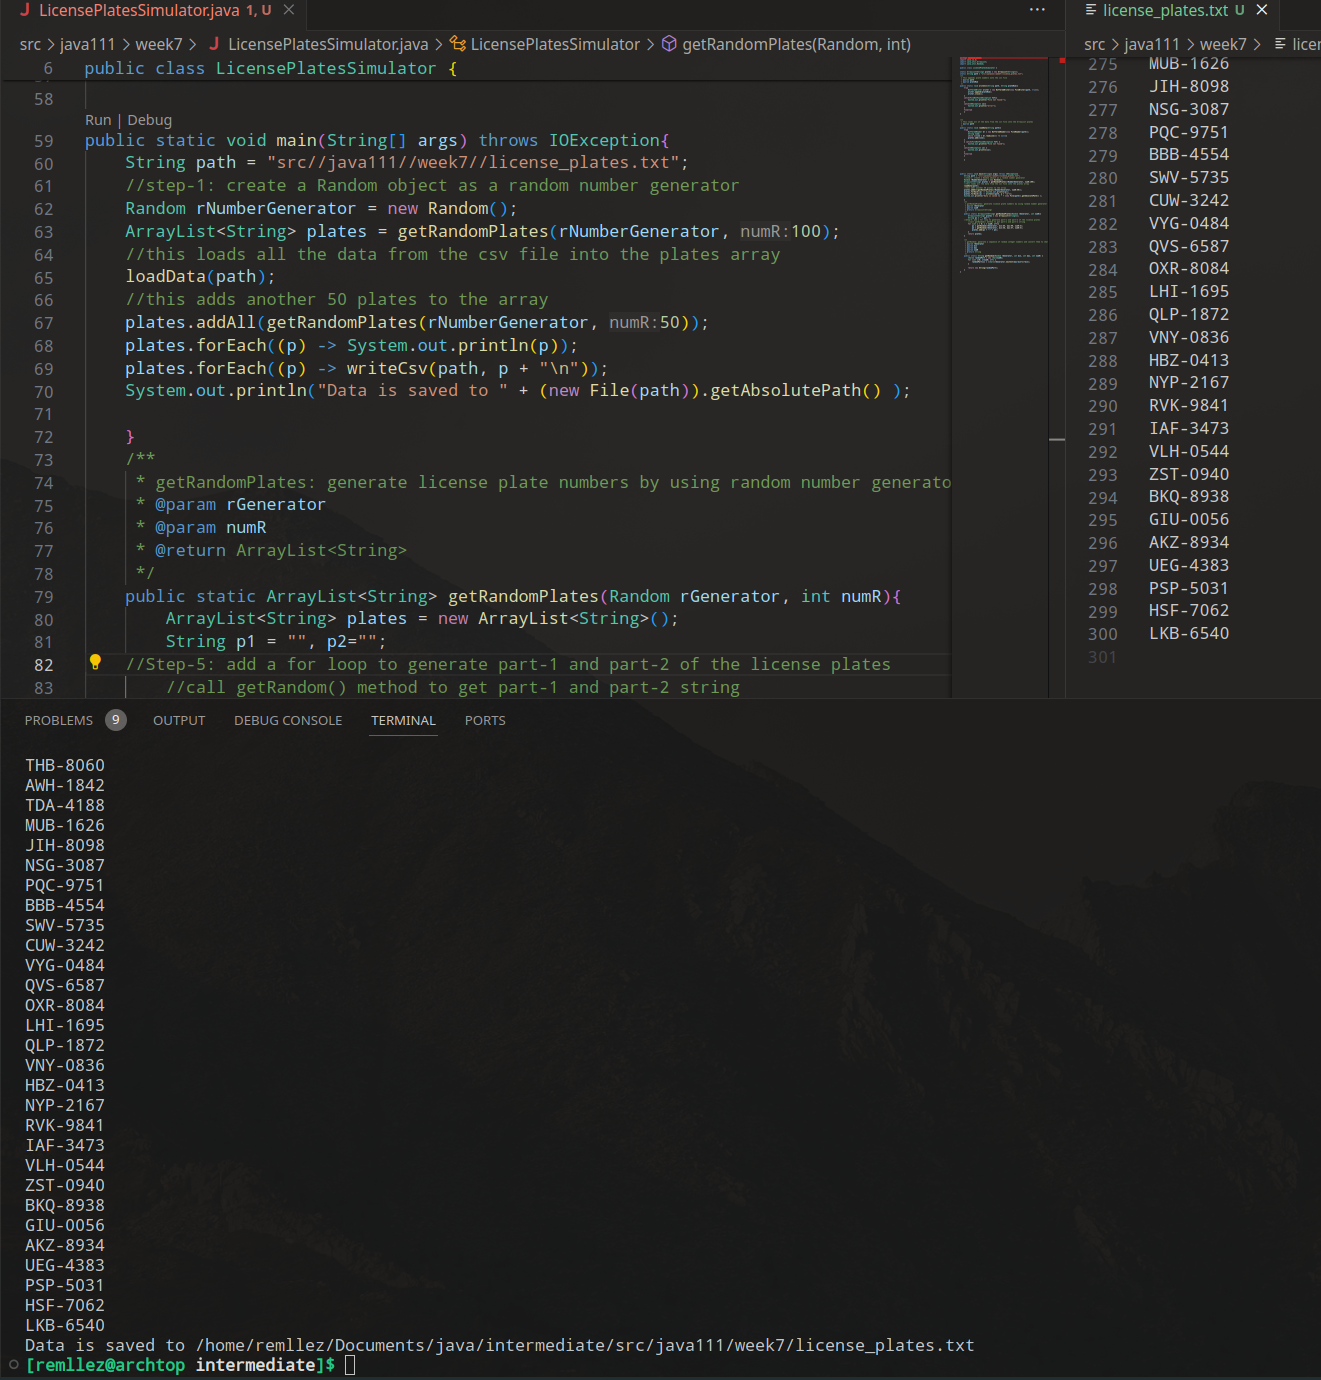 LicensePlatesSimulator.java 1, U
src > java111 > week7 > LicensePlatesSimulator.java > LicensePlatesSimulator > getRandomPlates(Random, int)
6 public class LicensePlatesSimulator {
58
Run | Debug
59 public static void main(String[] args) throws IOException{
60 String path = "src//java111//week7//license_plates.txt";
61 //step-1: create a Random object as a random number generator
62 Random rNumberGenerator = new Random();
63 ArrayList<String> plates = getRandomPlates(rNumberGenerator, numR:100);
64 //this loads all the data from the csv file into the plates array
65 loadData(path);
66 //this adds another 50 plates to the array
67 plates.addAll(getRandomPlates(rNumberGenerator, numR:50));
68 plates.forEach((p) -> System.out.println(p));
69 plates.forEach((p) -> writeCsv(path, p + "\n"));
70 System.out.println("Data is saved to " + (new File(path)).getAbsolutePath() );
71
72 }
73 /**
74 * getRandomPlates: generate license plate numbers by using random number generato
75 * @param rGenerator
76 * @param numR
77 * @return ArrayList<String>
78 */
79 public static ArrayList<String> getRandomPlates(Random rGenerator, int numR){
80 ArrayList<String> plates = new ArrayList<String>();
81 String p1 = "", p2="";
82 //Step-5: add a for loop to generate part-1 and part-2 of the license plates
83 //call getRandom() method to get part-1 and part-2 string
license_plates.txt U
src > java111 > week7 > licen
275 MUB-1626
276 JIH-8098
277 NSG-3087
278 PQC-9751
279 BBB-4554
280 SWV-5735
281 CUW-3242
282 VYG-0484
283 QVS-6587
284 OXR-8084
285 LHI-1695
286 QLP-1872
287 VNY-0836
288 HBZ-0413
289 NYP-2167
290 RVK-9841
291 IAF-3473
292 VLH-0544
293 ZST-0940
294 BKQ-8938
295 GIU-0056
296 AKZ-8934
297 UEG-4383
298 PSP-5031
299 HSF-7062
300 LKB-6540
301
PROBLEMS 9 OUTPUT DEBUG CONSOLE TERMINAL PORTS
THB-8060
AWH-1842
TDA-4188
MUB-1626
JIH-8098
NSG-3087
PQC-9751
BBB-4554
SWV-5735
CUW-3242
VYG-0484
QVS-6587
OXR-8084
LHI-1695
QLP-1872
VNY-0836
HBZ-0413
NYP-2167
RVK-9841
IAF-3473
VLH-0544
ZST-0940
BKQ-8938
GIU-0056
AKZ-8934
UEG-4383
PSP-5031
HSF-7062
LKB-6540
Data is saved to /home/remllez/Documents/java/intermediate/src/java111/week7/license_plates.txt
[remllez@archtop intermediate]$